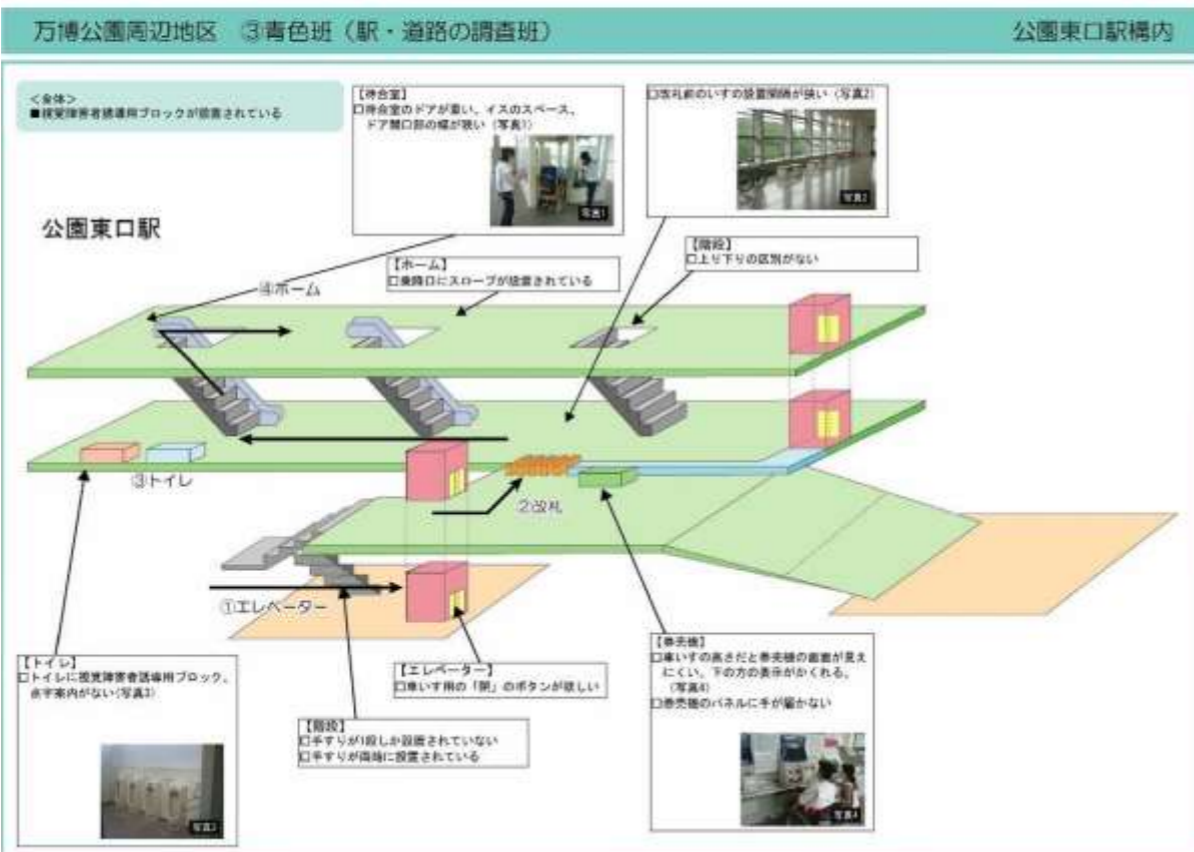 万博公園周辺地区 ③青色班（駅・道路の調査班）
公園東口駅構内
＜全体＞
■視覚障害者誘導用ブロックが設置されている
【待合室】
□待合室のドアが重い、イスのスペース、
ドア開口部の幅が狭い（写真1）
写真1
□改札前のいすの設置間隔が狭い（写真2）
写真2
公園東口駅
【ホーム】
□乗降口にスロープが設置されている
【階段】
□上り下りの区別がない
④ホーム
③トイレ
②改札
①エレベーター
【トイレ】
□トイレに視覚障害者誘導用ブロック、
点字案内がない（写真3）
写真3
【エレベーター】
□車いす用の「閉」のボタンが欲しい
【階段】
□手すりが1段しか設置されていない
□手すりが両端に設置されている
【券売機】
□車いすの高さだと券売機の画面が見え
にくい、下の方の表示がかくれる。
（写真4）
□券売機のパネルに手が届かない
写真4